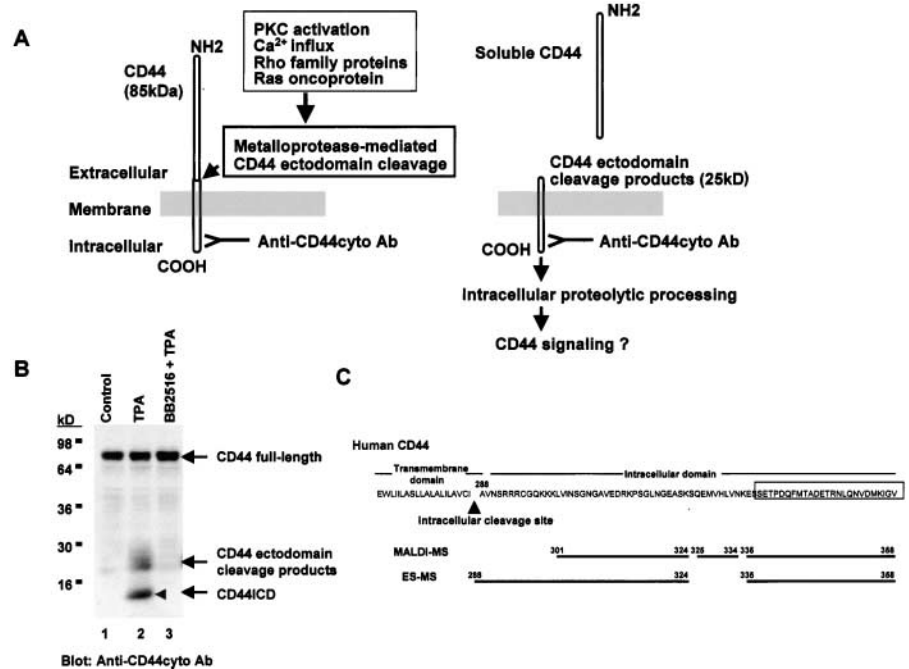 A
NH2
CD44
(85kDa)
PKC activation
Ca2+ influx
Rho family proteins
Ras oncoprotein
Metalloprotease-mediated
CD44 ectodomain cleavage
Extracellular
Membrane
Intracellular
Anti-CD44cyto Ab
COOH
NH2
Soluble CD44
CD44 ectodomain
cleavage products (25kD)
Anti-CD44cyto Ab
COOH
Intracellular proteolytic processing
CD44 signaling ?
B
Control
TPA
BB2516 + TPA
kD
98
64
36
30
16
CD44 full-length
CD44 ectodomain
cleavage products
CD44ICD
1 2 3
Blot: Anti-CD44cyto Ab
C
Human CD44
Transmembrane
domain
Intracellular domain
288
EWLIILASLLALALILAVCI AVNSRRRCGQKKKLVINSGNGAVEDRKPSGLNGEASKSQEMVHLVNKESSETPDQFMTADETRNLQNVDMKIGV
Intracellular cleavage site
MALDI-MS 301 324 326 334 336 368
ES-MS 288 324 336 368